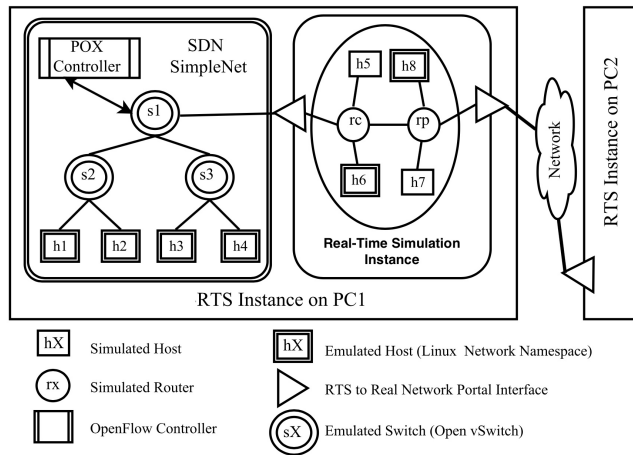 POX
Controller
SDN
SimpleNet
s1
s2
s3
h1
h2
h3
h4
h5
h8
rc
rp
h6
h7
Real-Time Simulation
Instance
RTS Instance on PC1
Network
RTS Instance on PC2
hX
Simulated Host
rx
Simulated Router
OpenFlow Controller
hX
Emulated Host (Linux Network Namespace)
RTS to Real Network Portal Interface
sX
Emulated Switch (Open vSwitch)